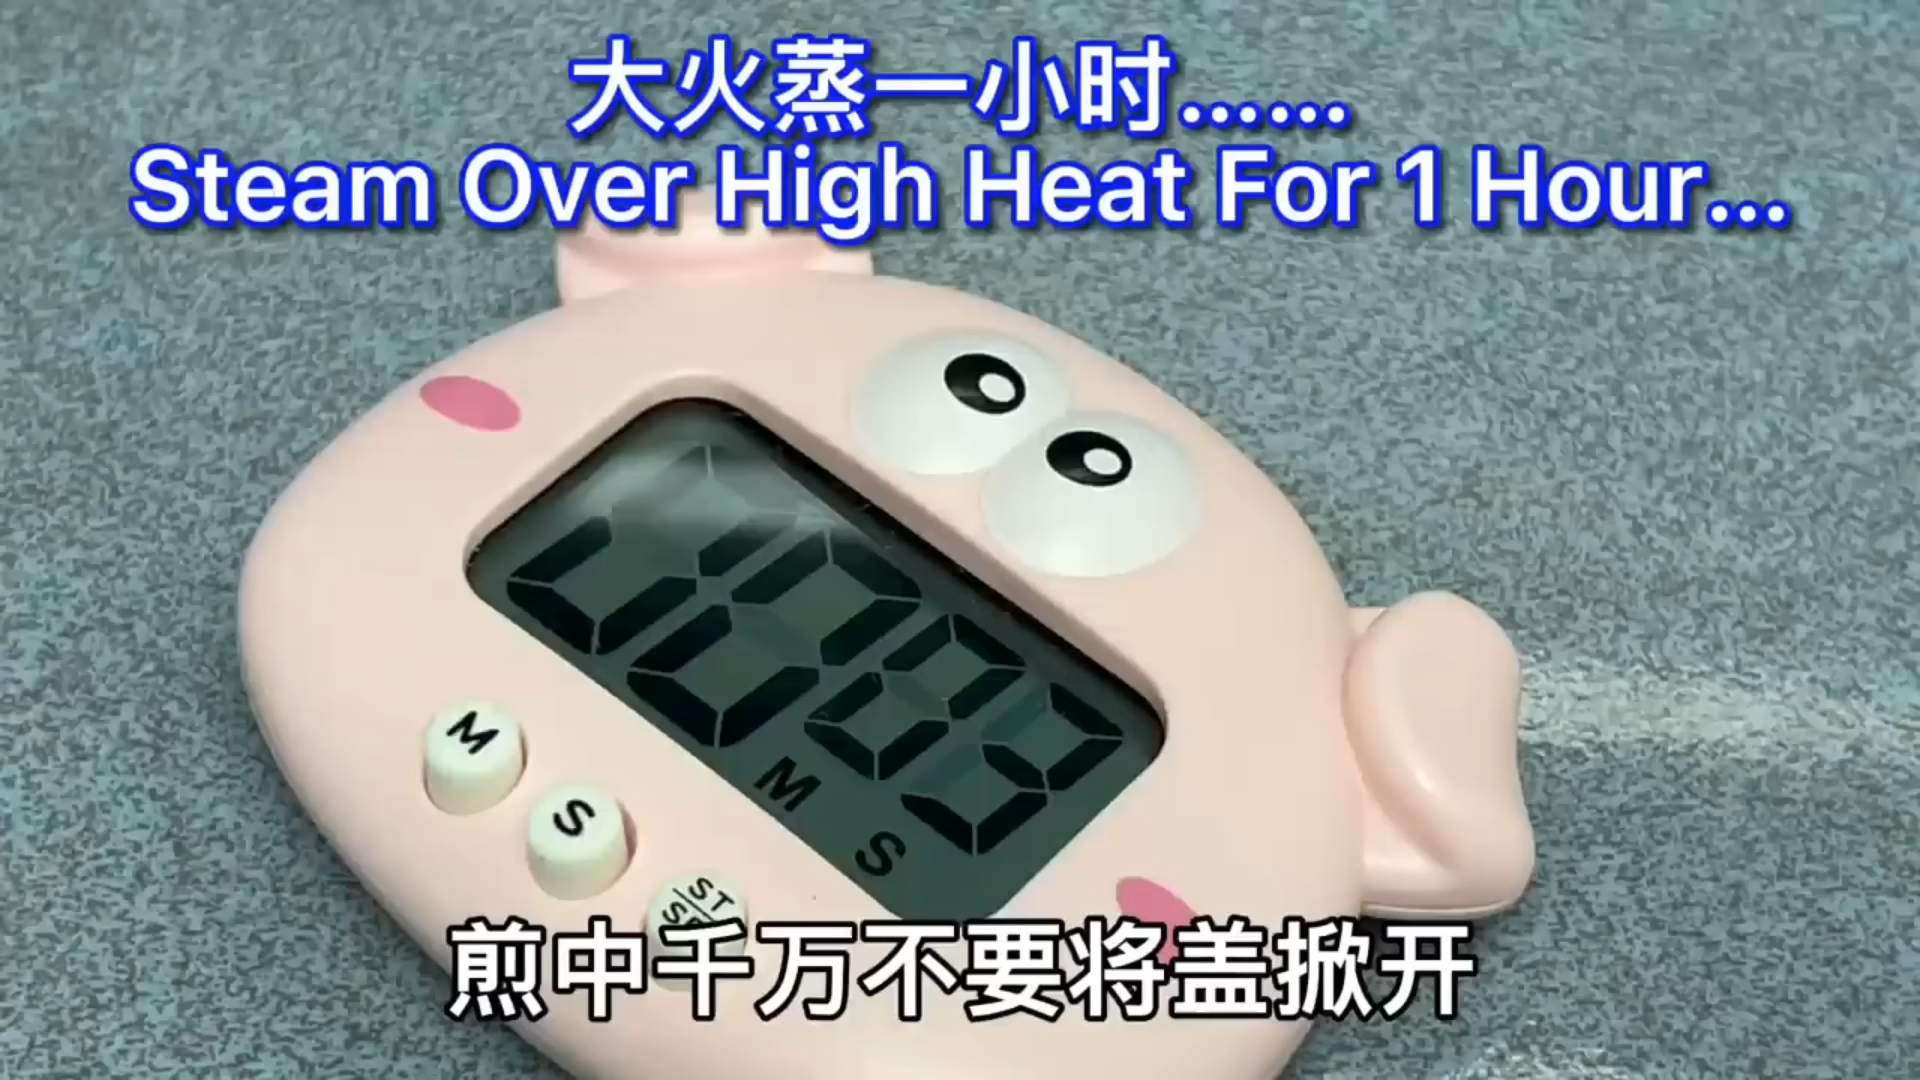 大火蒸一小时......
Steam Over High Heat For 1 Hour...
M
S
M
S
ST
煎中千万不要将盖掀开